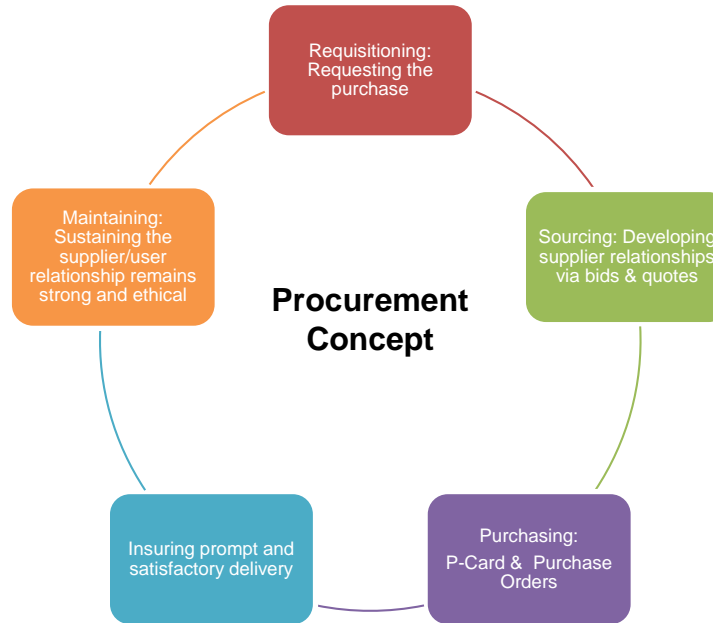 Requisitioning:
Requesting the
purchase
Sourcing: Developing
supplier relationships
via bids & quotes
Purchasing:
P-Card & Purchase
Orders
Insuring prompt and
satisfactory delivery
Maintaining:
Sustaining the
supplier/user
relationship remains
strong and ethical
Procurement
Concept